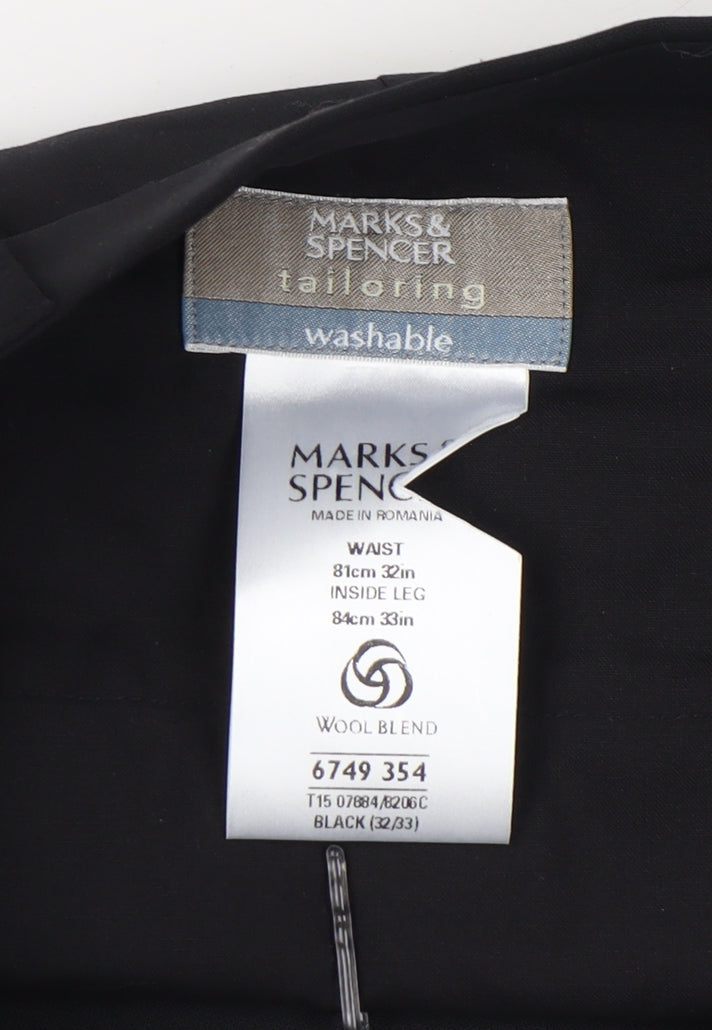 MARKS&
SPENCER
tailoring
washable
MARKS &
SPENC
MADE IN ROMANIA
WAIST
81cm 32in
INSIDE LEG
84cm 33in
WOOL BLEND
6749 354
T15 07884/8206C
BLACK (32/33)